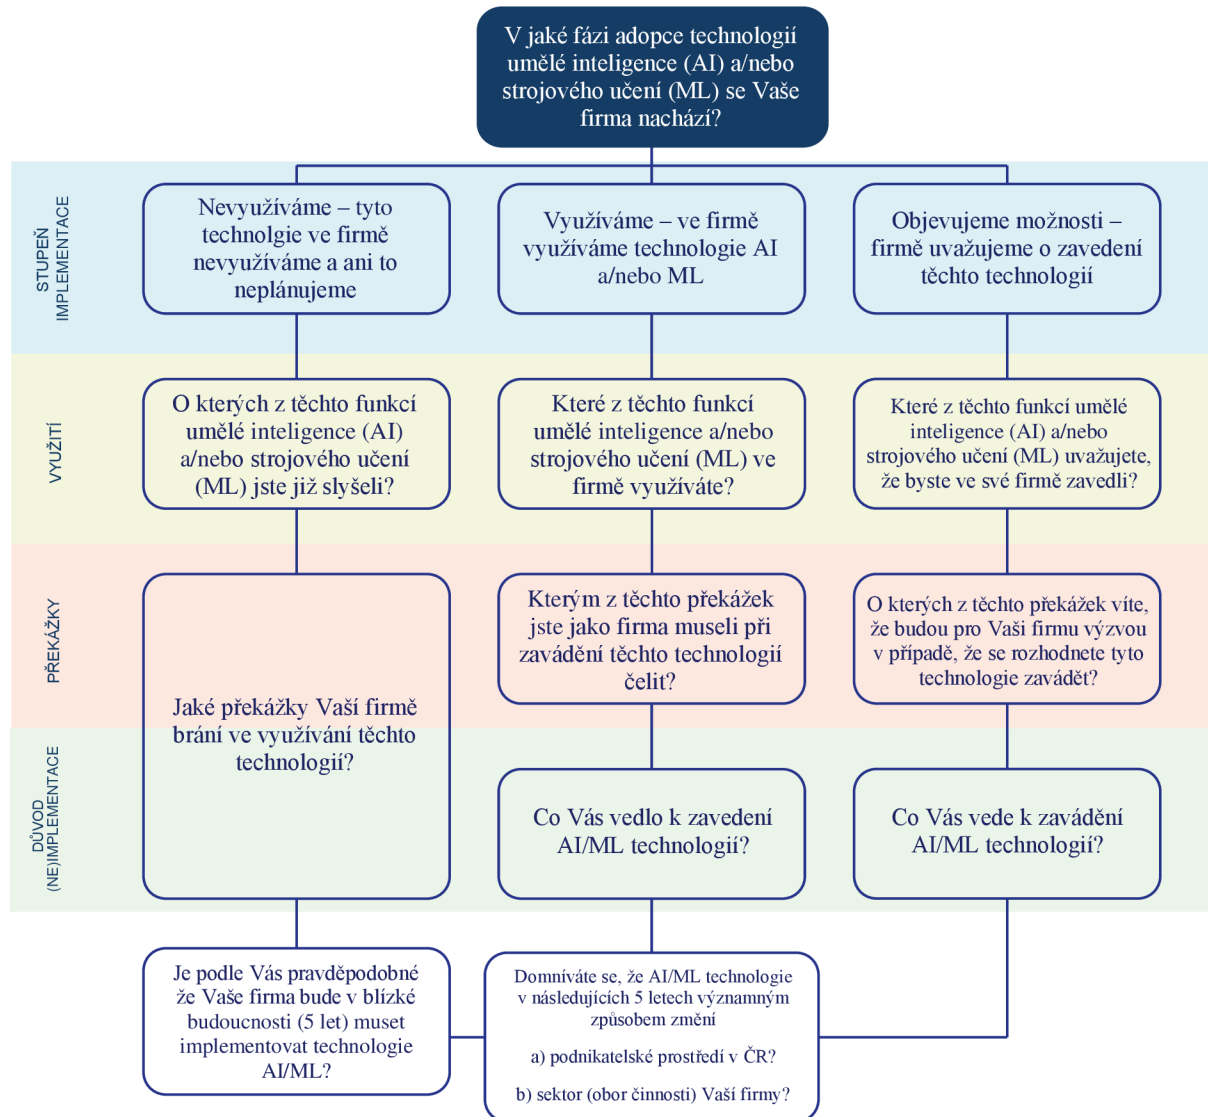 V jaké fázi adopce technologií
umělé inteligence (AI) a/nebo
strojového učení (ML) se Vaše
firma nachází?
STUPEŇ
IMPLEMENTACE
Nevyužíváme – tyto
technolgie ve firmě
nevyužíváme a ani to
neplánujeme
Využíváme – ve firmě
využíváme technologie AI
a/nebo ML
Objevujeme možnosti –
firmě uvažujeme o zavedení
těchto technologií
VYUŽITÍ
O kterých z těchto funkcí
umělé inteligence (AI)
a/nebo strojového učení
(ML) jste již slyšeli?
Které z těchto funkcí
umělé inteligence a/nebo
strojového učení (ML) ve
firmě využíváte?
Které z těchto funkcí umělé
inteligence (AI) a/nebo
strojového učení (ML) uvažujete,
že byste ve své firmě zavedli?
PŘEKÁŽKY
Jaké překážky Vaší firmě
brání ve využívání těchto
technologií?
Kterým z těchto překážek
jste jako firma museli při
zavádění těchto technologií
čelit?
O kterých z těchto překážek víte,
že budou pro Vaši firmu výzvou
v případě, že se rozhodnete tyto
technologie zavádět?
DŮVOD
(NE)IMPLEMENTACE
Co Vás vedlo k zavedení
AI/ML technologií?
Co Vás vede k zavádění
AI/ML technologií?
Je podle Vás pravděpodobné
že Vaše firma bude v blízké
budoucnosti (5 let) muset
implementovat technologie
AI/ML?
Domníváte se, že AI/ML technologie
v následujících 5 letech významným
způsobem změní
a) podnikatelské prostředí v ČR?
b) sektor (obor činnosti) Vaší firmy?